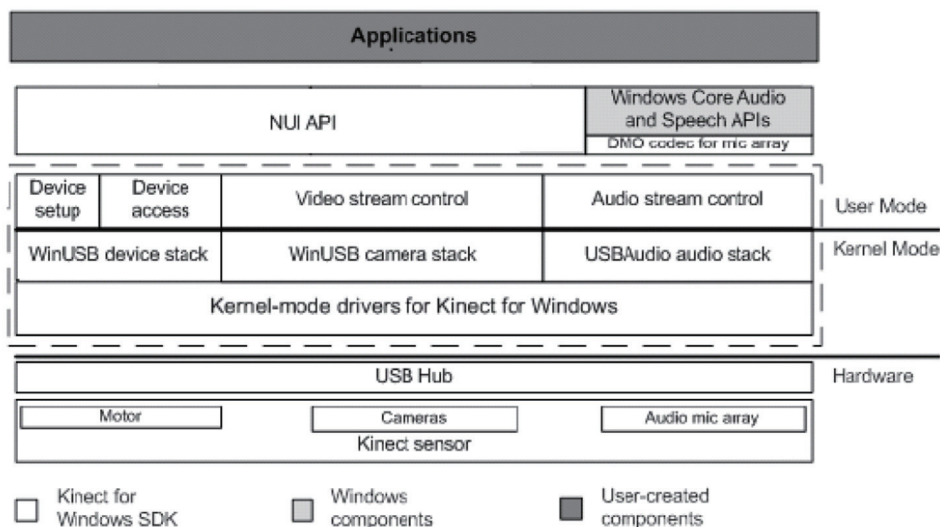 Applications
NUI API
Windows Core Audio
and Speech APIs
DMO codec for mic array
Device
setup
Device
access
Video stream control
Audio stream control
User Mode
WinUSB device stack
WinUSB camera stack
USBAudio audio stack
Kernel Mode
Kernel-mode drivers for Kinect for Windows
USB Hub
Hardware
Motor
Cameras
Audio mic array
Kinect sensor
Kinect for
Windows SDK
Windows
components
User-created
components